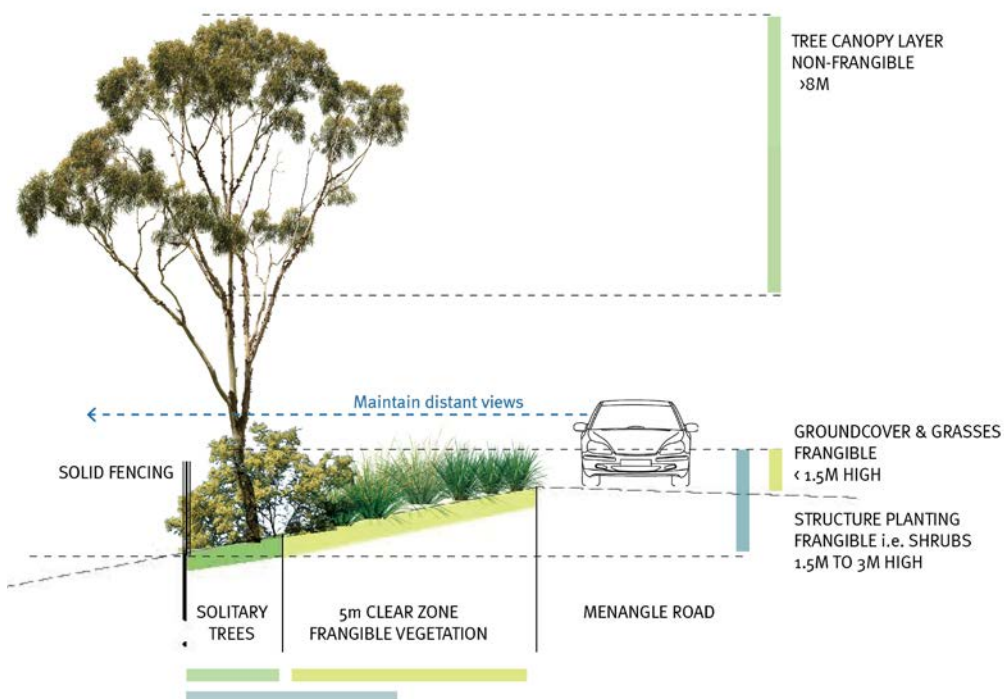 TREE CANOPY LAYER
NON-FRANGIBLE
>8M
Maintain distant views
SOLID FENCING
GROUNDCOVER & GRASSES
FRANGIBLE
< 1.5M HIGH
STRUCTURE PLANTING
FRANGIBLE i.e. SHRUBS
1.5M TO 3M HIGH
SOLITARY
TREES
5m CLEAR ZONE
FRANGIBLE VEGETATION
MENANGLE ROAD